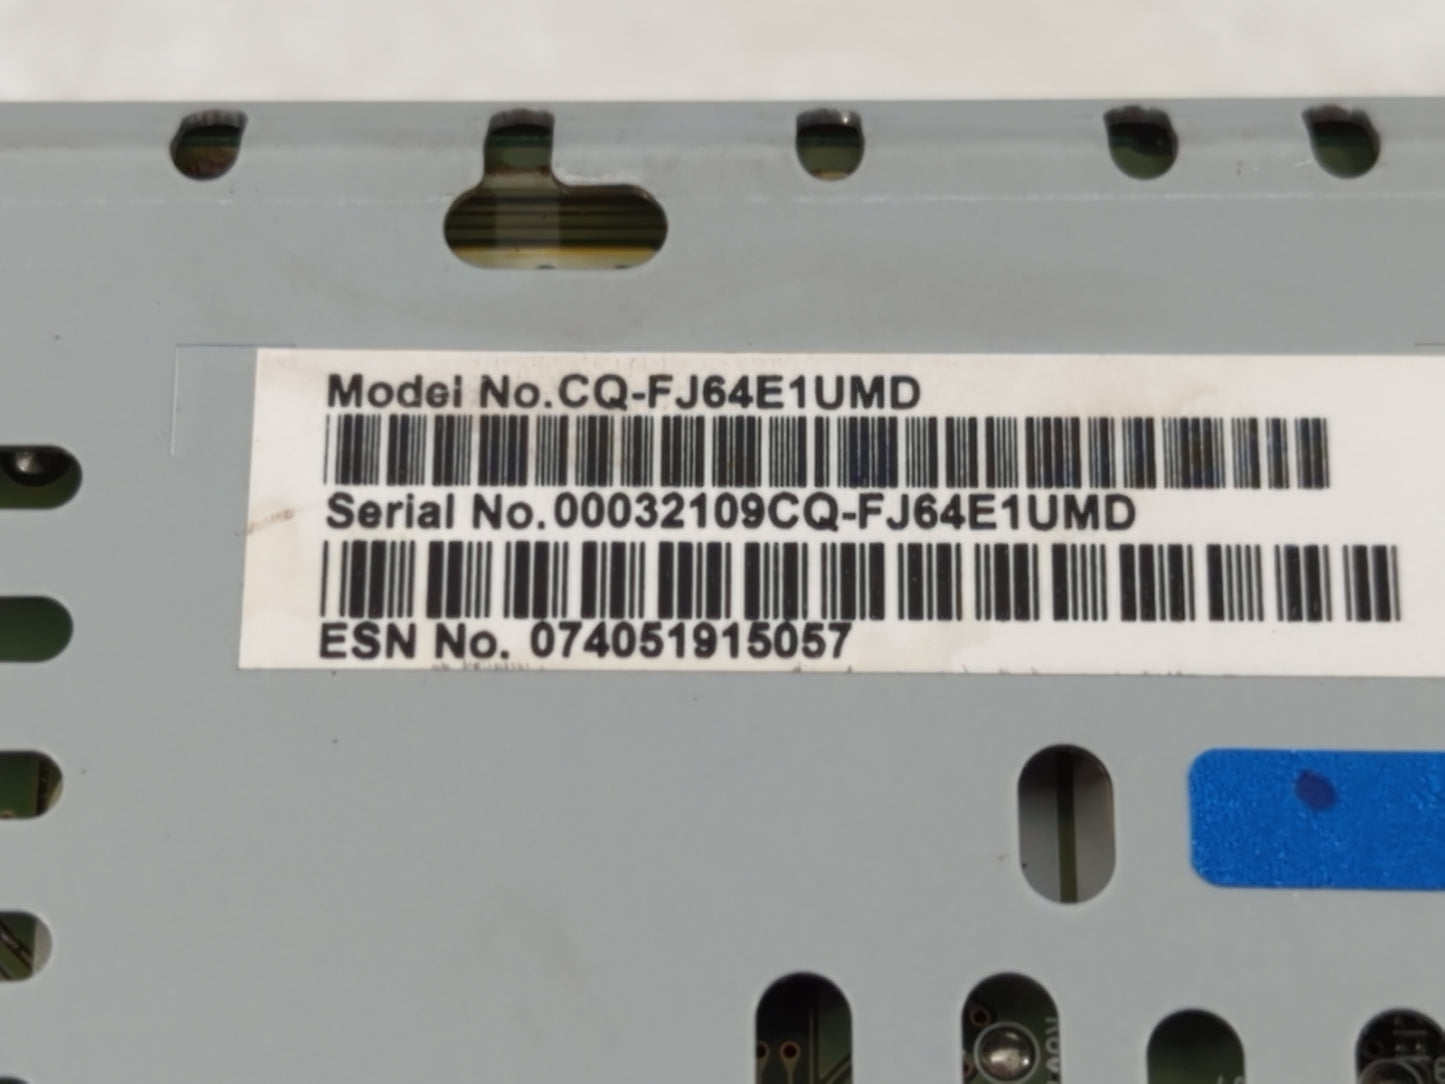 Model No.CQ-FJ64E1UMD
Serial No.00032109CQ-FJ64E1UMD
ESN No. 074051915057